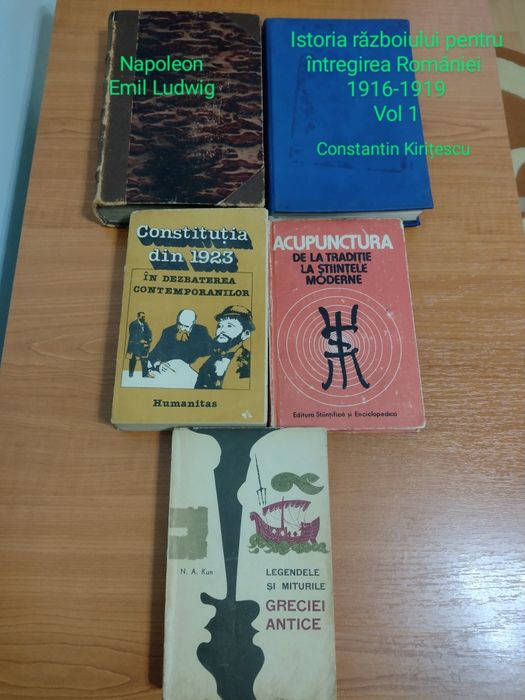 Napoleon
Emil Ludwig
Istoria războiului pentru
întregirea României
1916-1919
Vol 1
Constantin Kirițescu
Constituția
din 1923
ÎN DEZBATEREA
CONTEMPORANILOR
Humanitas
ACUPUNCTURA
DE LA TRADIȚIE
LA ȘTIINȚELE
MODERNE
Editura Științifică și Enciclopedică
N. A. Kun
LEGENDELE
ȘI MITURILE
GRECIEI
ANTICE